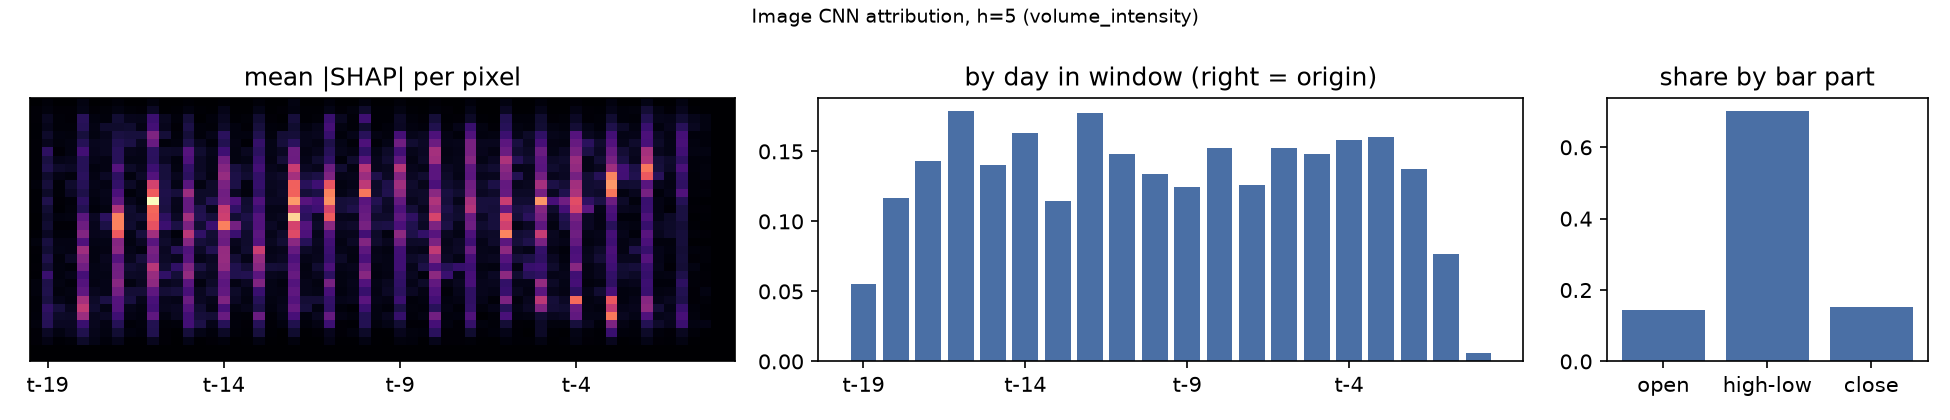 Image CNN attribution, h=5 (volume_intensity)
mean |SHAP| per pixel
t-19 t-14 t-9 t-4
by day in window (right = origin)
0.15
0.10
0.05
0.00
t-19 t-14 t-9 t-4
share by bar part
0.6
0.4
0.2
0.0
open high-low close